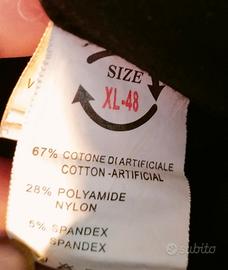 SIZE
XL-48
67% COTONE DI ARTIFICIALE
COTTON-ARTIFICIAL
28% POLYAMIDE
NYLON
5% SPANDEX
SPANDEX
subito